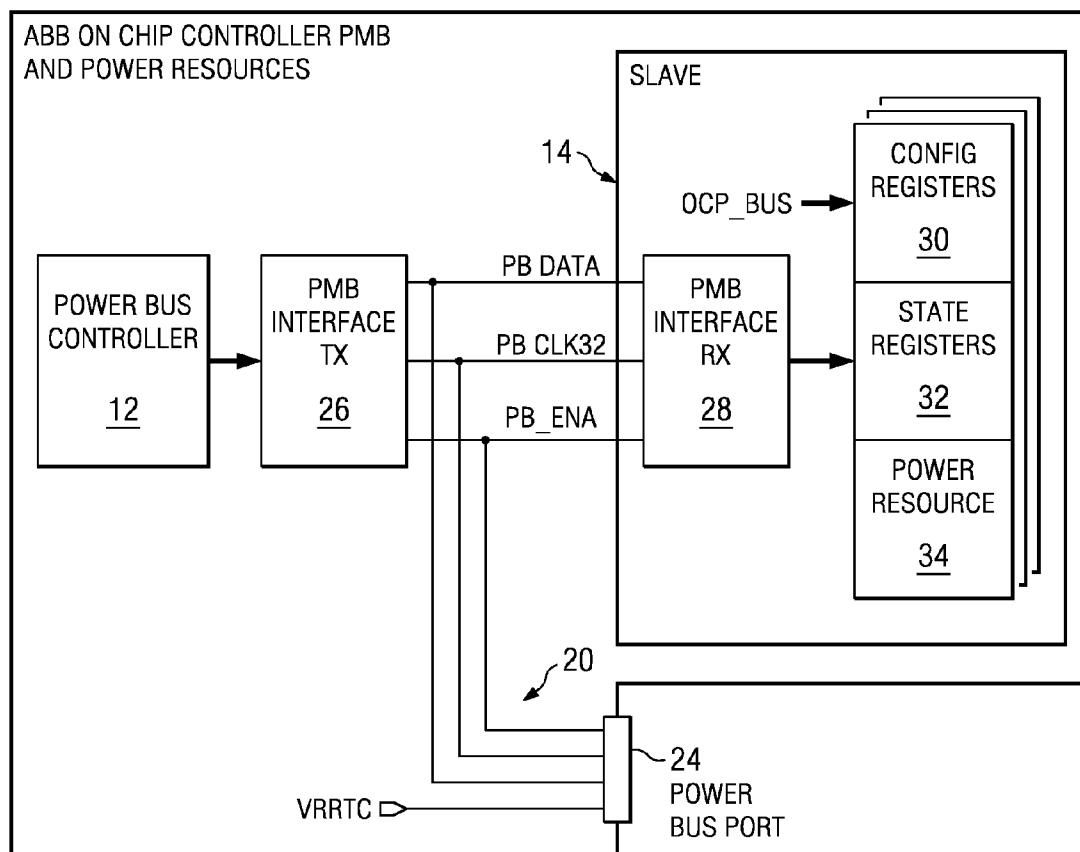 ABB ON CHIP CONTROLLER PMB
AND POWER RESOURCES
SLAVE
14
CONFIG
REGISTERS
30
OCP_BUS
POWER BUS
CONTROLLER
12
PMB
INTERFACE
TX
26
PB DATA
PB CLK32
PB_ENA
PMB
INTERFACE
RX
28
STATE
REGISTERS
32
POWER
RESOURCE
34
20
24
POWER
BUS PORT
VRRTC